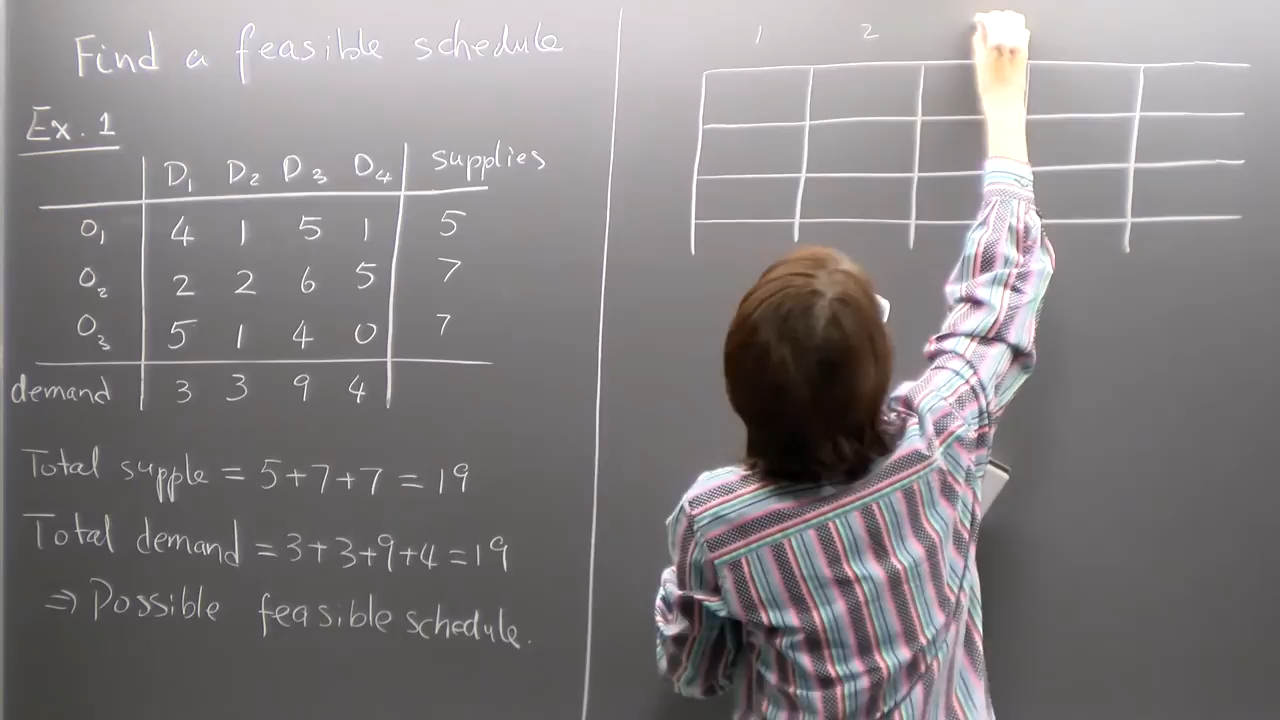 Find a feasible schedule
Ex. 1
D₁ D₂ D₃ D₄ supplies
O₁ 4 1 5 1 5
O₂ 2 2 6 5 7
O₃ 5 1 4 0 7
demand 3 3 9 4
Total supple = 5+7+7 = 19
Total demand = 3+3+9+4 = 19
⇒ Possible feasible schedule.
1 2